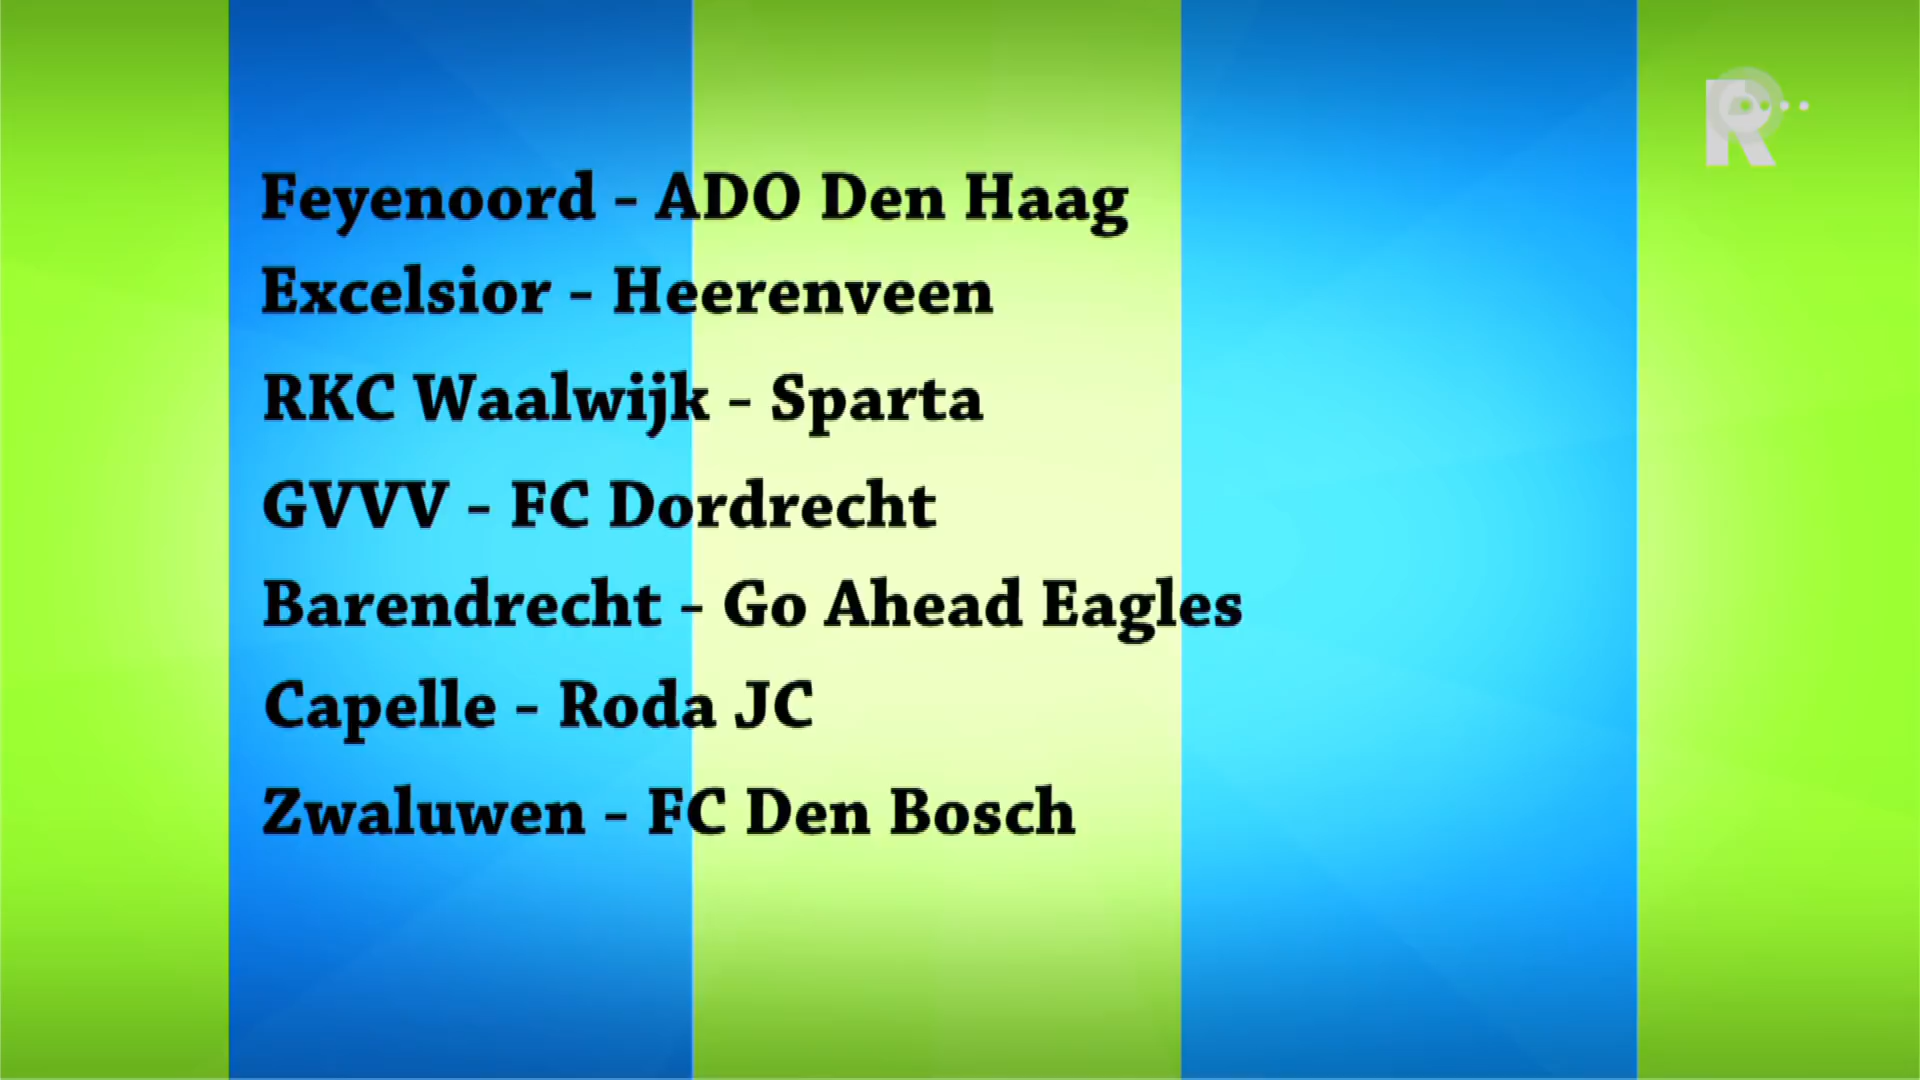 Feyenoord - ADO Den Haag
Excelsior - Heerenveen
RKC Waalwijk - Sparta
GVVV - FC Dordrecht
Barendrecht - Go Ahead Eagles
Capelle - Roda JC
Zwaluwen - FC Den Bosch
R